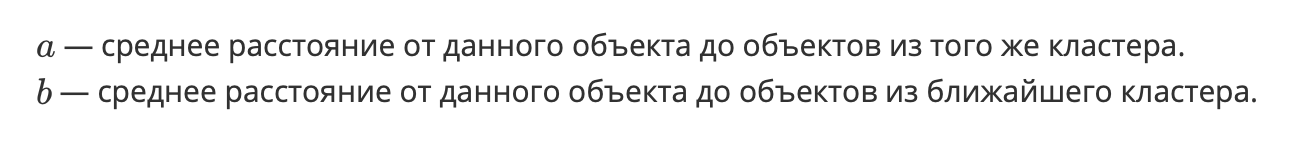 a — среднее расстояние от данного объекта до объектов из того же кластера.
b — среднее расстояние от данного объекта до объектов из ближайшего кластера.